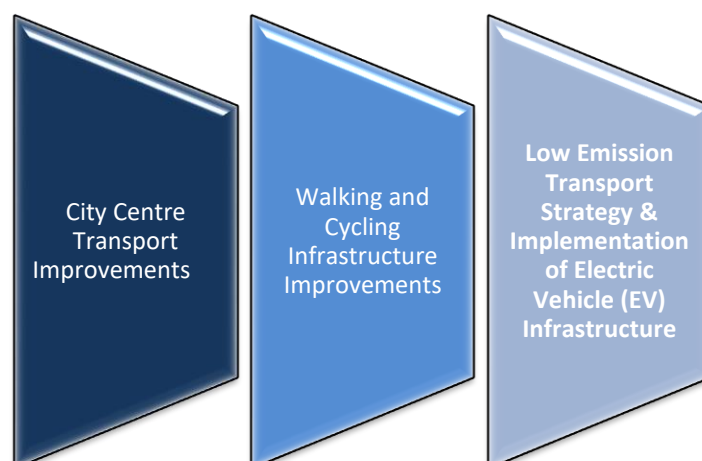 City Centre
Transport
Improvements
Walking and
Cycling
Infrastructure
Improvements
Low Emission
Transport
Strategy &
Implementation
of Electric
Vehicle (EV)
Infrastructure